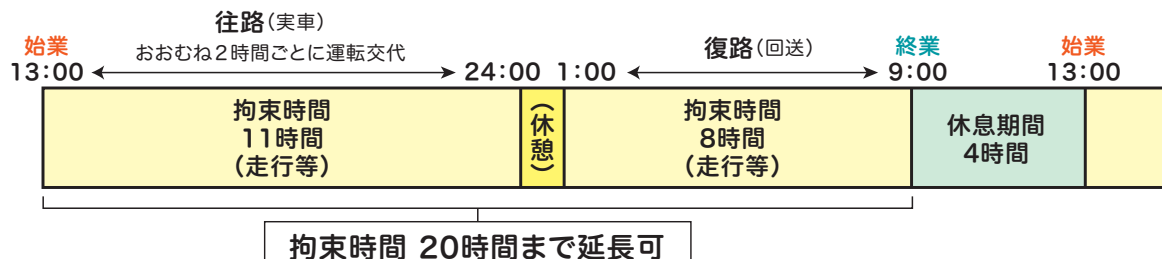 往路(実車)
おおむね2時間ごとに運転交代
復路(回送)
始業
13:00
24:00
1:00
終業
9:00
始業
13:00
拘束時間
11時間
(走行等)
(休憩)
拘束時間
8時間
(走行等)
休息期間
4時間
拘束時間 20時間まで延長可